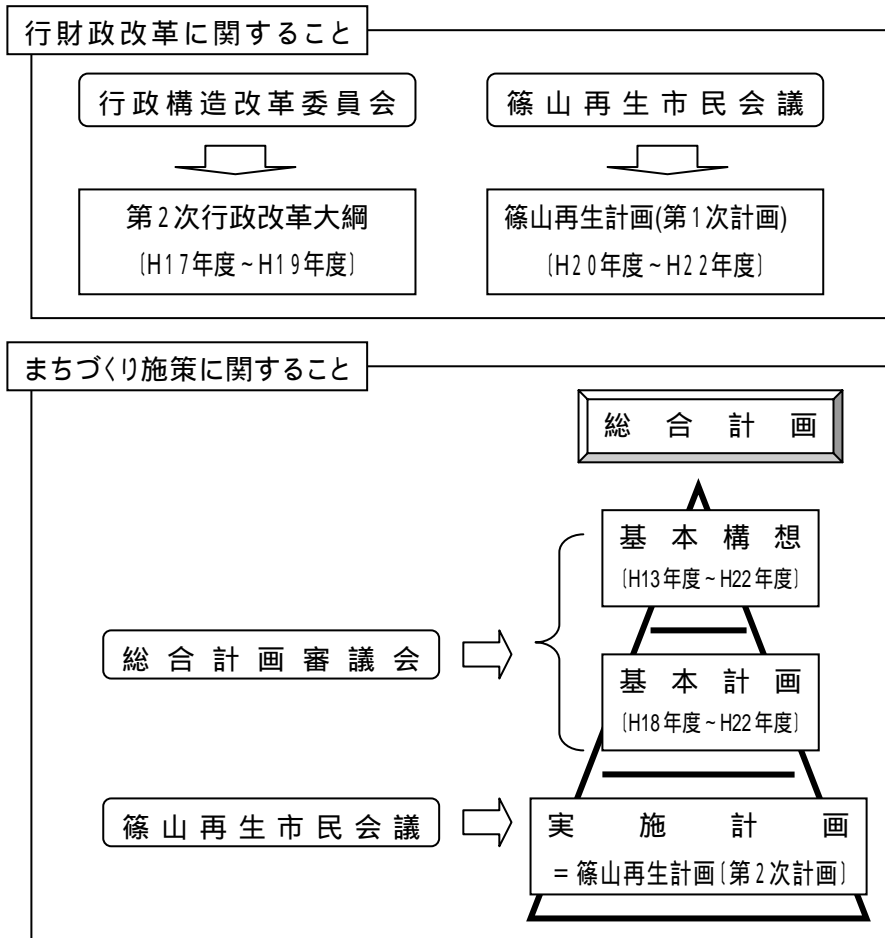 行財政改革に関すること
行政構造改革委員会
篠山再生市民会議
第2次行政改革大綱
〔H17年度~H19年度〕
篠山再生計画(第1次計画)
〔H20年度~H22年度〕
まちづくり施策に関すること
総合計画
基本構想
〔H13年度~H22年度〕
総合計画審議会
基本計画
〔H18年度~H22年度〕
篠山再生市民会議
実施計画
=篠山再生計画〔第2次計画〕